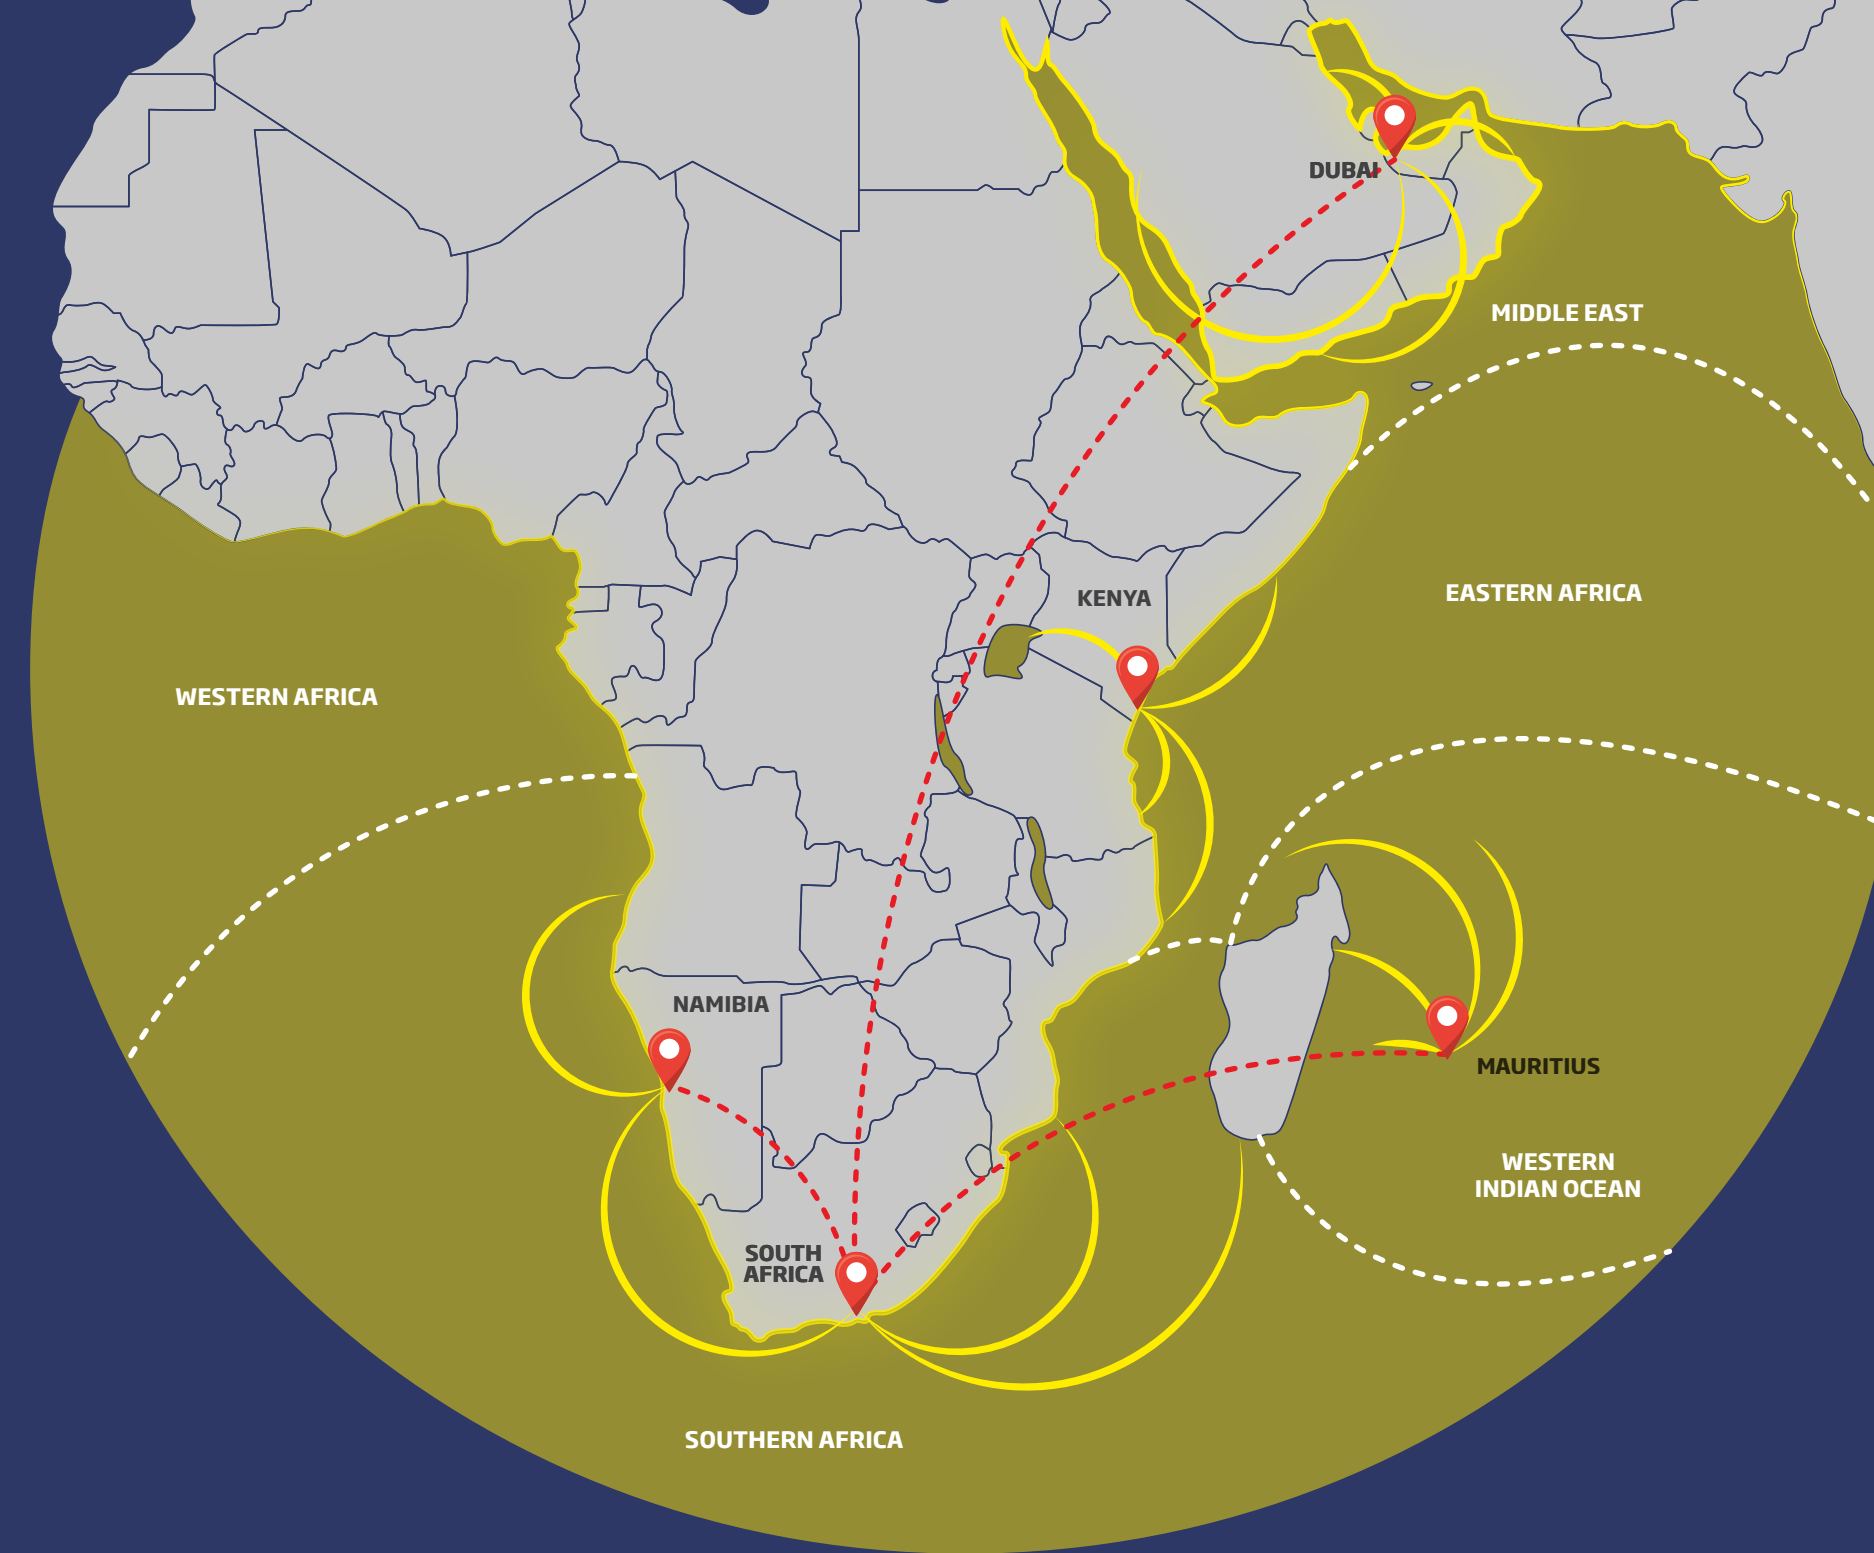 DUBAI
MIDDLE EAST
KENYA
EASTERN AFRICA
WESTERN AFRICA
NAMIBIA
MAURITIUS
WESTERN
INDIAN OCEAN
SOUTH
AFRICA
SOUTHERN AFRICA